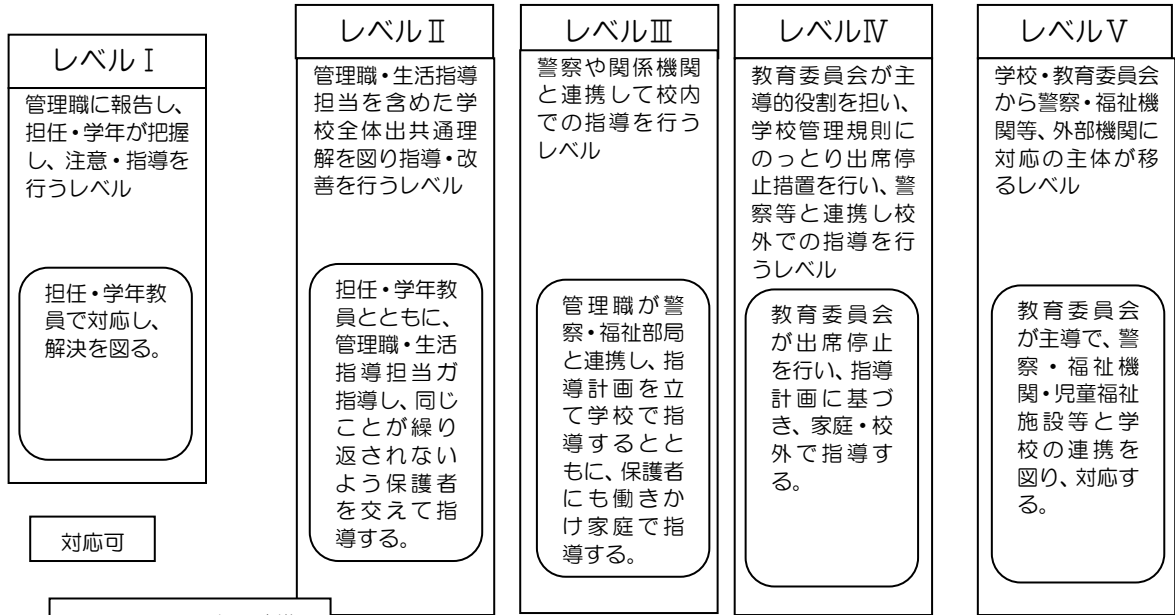 レベルⅠ
管理職に報告し、
担任・学年が把握
し、注意・指導を
行うレベル
担任・学年教
員で対応し、
解決を図る。
レベルⅡ
管理職・生活指導
担当を含めた学
校全体出共通理
解を図り指導・改
善を行うレベル
担任・学年教
員とともに、
管理職・生活
指導担当ガ
指導し、同じ
ことが繰り
返されない
よう保護者
を交えて指
導する。
レベルⅢ
警察や関係機関
と連携して校内
での指導を行う
レベル
管理職が警
察・福祉部局
と連携し、指
導計画を立
て学校で指
導するとと
もに、保護者
にも働きか
け家庭で指
導する。
レベルⅣ
教育委員会が主
導的役割を担い、
学校管理規則に
のっとり出席停
止措置を行い、警
察等と連携し校
外での指導を行
うレベル
教育委員会
が出席停止
を行い、指導
計画に基づ
き、家庭・校
外で指導す
る。
レベルⅤ
学校・教育委員会
から警察・福祉機
関等、外部機関に
対応の主体が移
るレベル
教育委員会
が主導で、警
察・福祉機
関・児童福祉
施設等と学
校の連携を
図り、対応す
る。
対応可